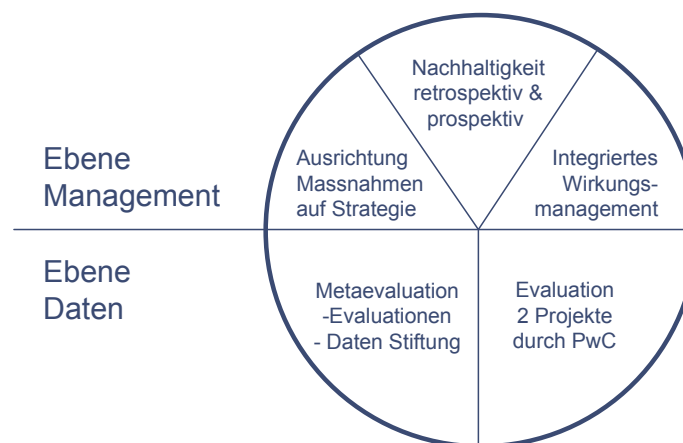 Nachhaltigkeit
retrospektiv &
prospektiv
Ebene
Management
Ausrichtung
Massnahmen
auf Strategie
Integriertes
Wirkungs-
management
Ebene
Daten
Metaevaluation
-Evaluationen
- Daten Stiftung
Evaluation
2 Projekte
durch PwC